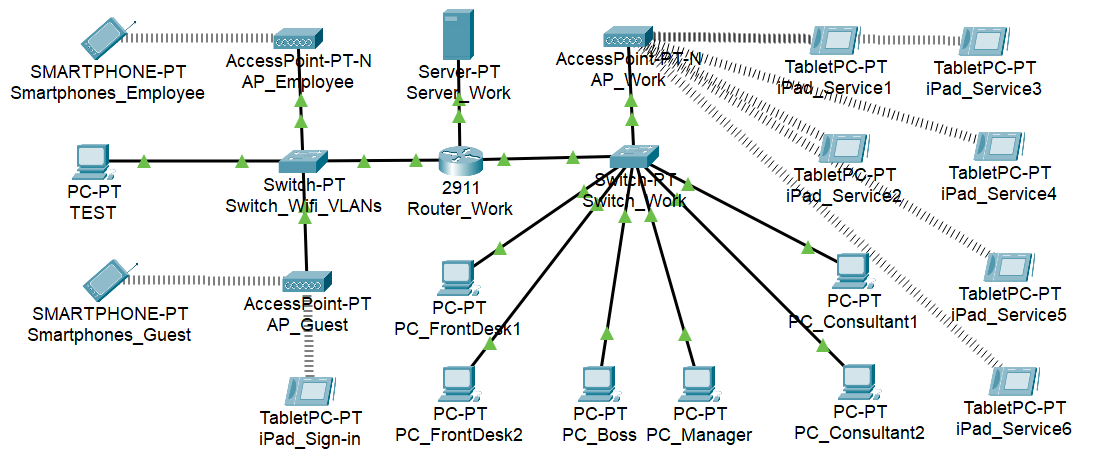 SMARTPHONE-PT
Smartphones_Employee
AccessPoint-PT-N
AP_Employee
Server-PT
Server_Work
AccessPoint-PT-N
AP_Work
TabletPC-PT
iPad_Service1
TabletPC-PT
iPad_Service3
PC-PT
TEST
Switch-PT
Switch_Wifi_VLANs
2911
Router_Work
Switch-PT
Switch_Work
TabletPC-PT
iPad_Service2
TabletPC-PT
iPad_Service4
SMARTPHONE-PT
Smartphones_Guest
AccessPoint-PT
AP_Guest
PC-PT
PC_FrontDesk1
PC-PT
PC_Consultant1
TabletPC-PT
iPad_Service5
TabletPC-PT
iPad_Sign-in
PC-PT
PC_FrontDesk2
PC-PT
PC_Boss
PC-PT
PC_Manager
PC-PT
PC_Consultant2
TabletPC-PT
iPad_Service6